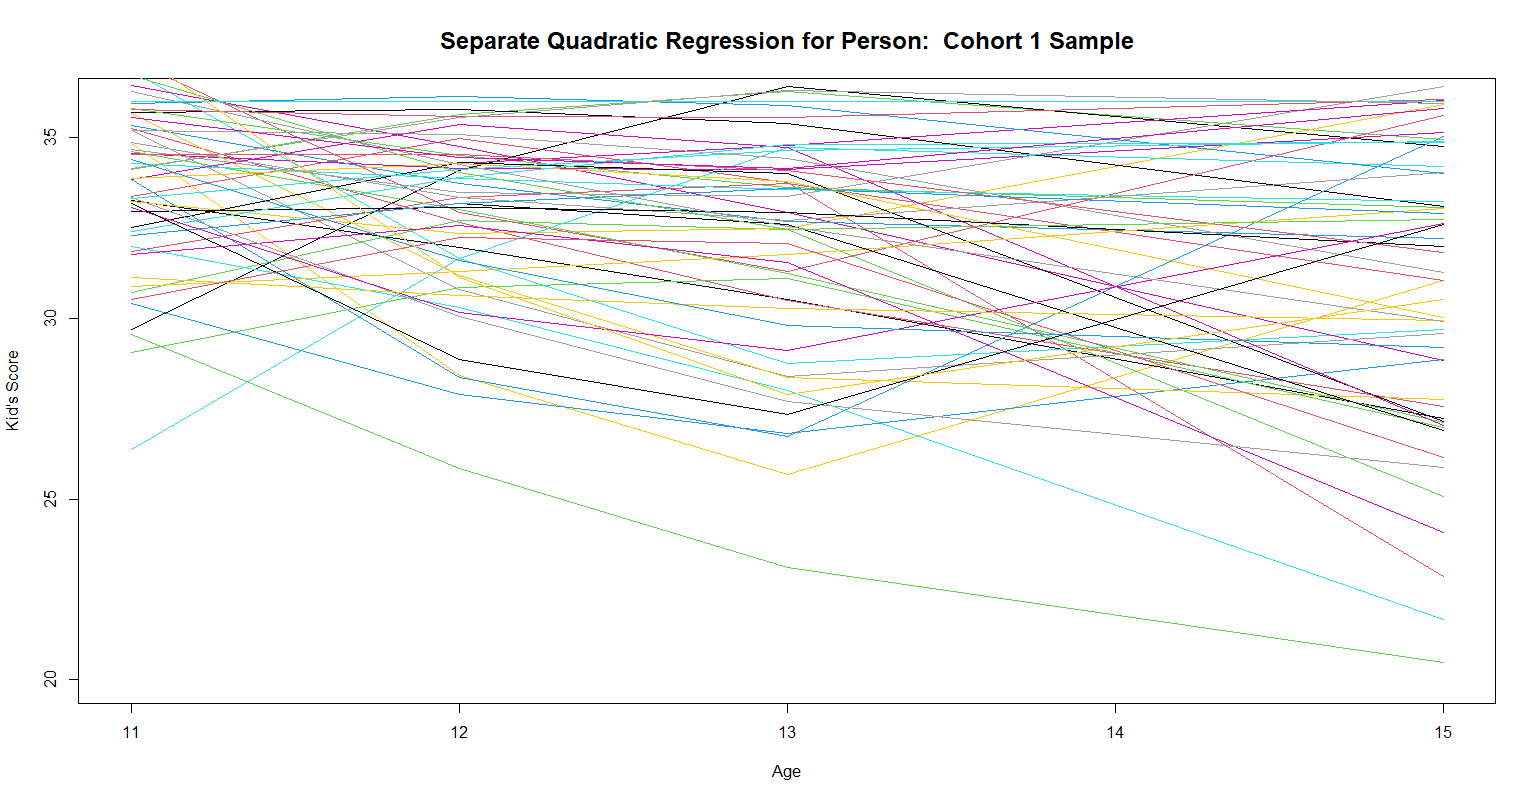 Separate Quadratic Regression for Person:  Cohort 1 Sample
Kid's Score
35
30
25
20
11 12 13 14 15
Age